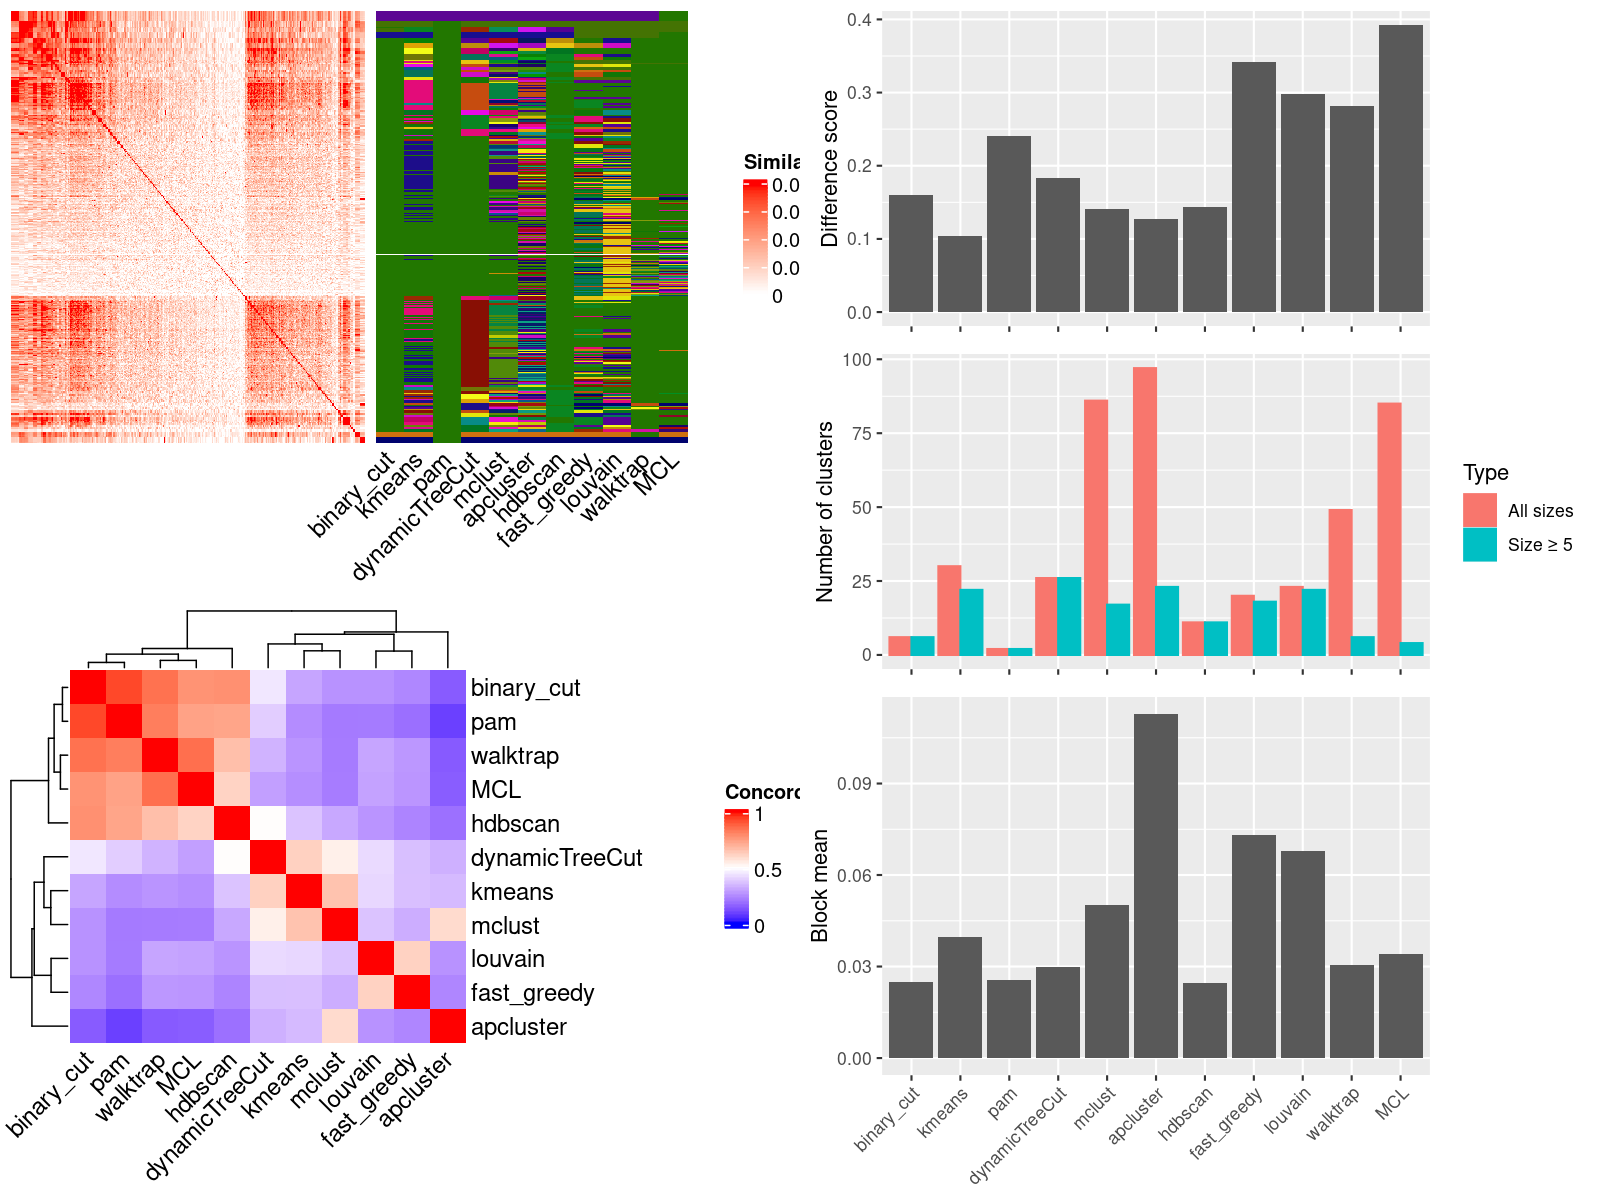 Simila
0.0
0.0
0.0
0.0
0
binary_cut
kmeans
pam
dynamicTreeCut
mclust
apcluster
hdbscan
fast_greedy
louvain
walktrap
MCL
binary_cut
pam
walktrap
MCL
hdbscan
dynamicTreeCut
kmeans
mclust
louvain
fast_greedy
apcluster
binary_cut
pam
walktrap
MCL
hdbscan
dynamicTreeCut
kmeans
mclust
louvain
fast_greedy
apcluster
Concord
1
0.5
0
Difference score
0.4
0.3
0.2
0.1
0.0
Number of clusters
100
75
50
25
0
Type
All sizes
Size ≥ 5
Block mean
0.09
0.06
0.03
0.00
binary_cut
kmeans
pam
dynamicTreeCut
mclust
apcluster
hdbscan
fast_greedy
louvain
walktrap
MCL